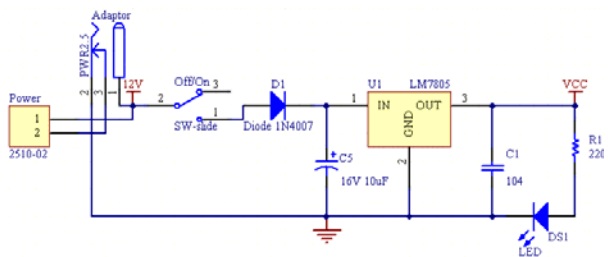 Adaptor
PWR2.5
12V
2
3
1
Power
1
2
2510-02
Off/On
2
3
1
SW-slide
D1
Diode 1N4007
C5
16V 10uF
U1
LM7805
1
IN
OUT
3
GND
2
C1
104
VCC
R1
220
LED
DS1